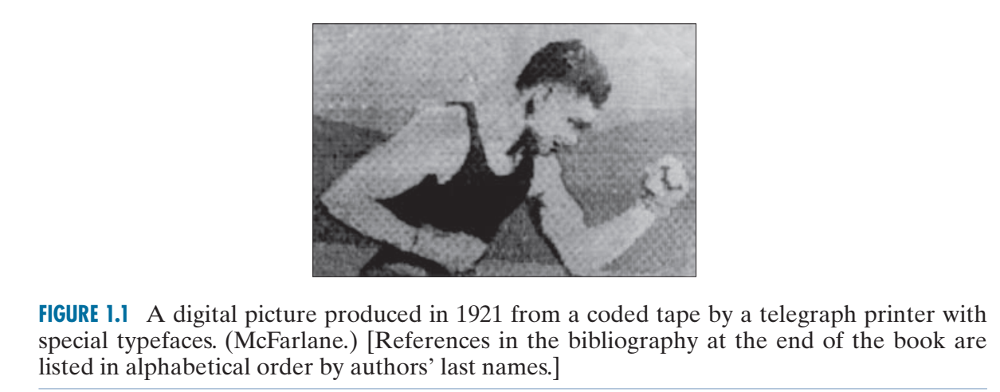 FIGURE 1.1 A digital picture produced in 1921 from a coded tape by a telegraph printer with
special typefaces. (McFarlane.) [References in the bibliography at the end of the book are
listed in alphabetical order by authors’ last names.]